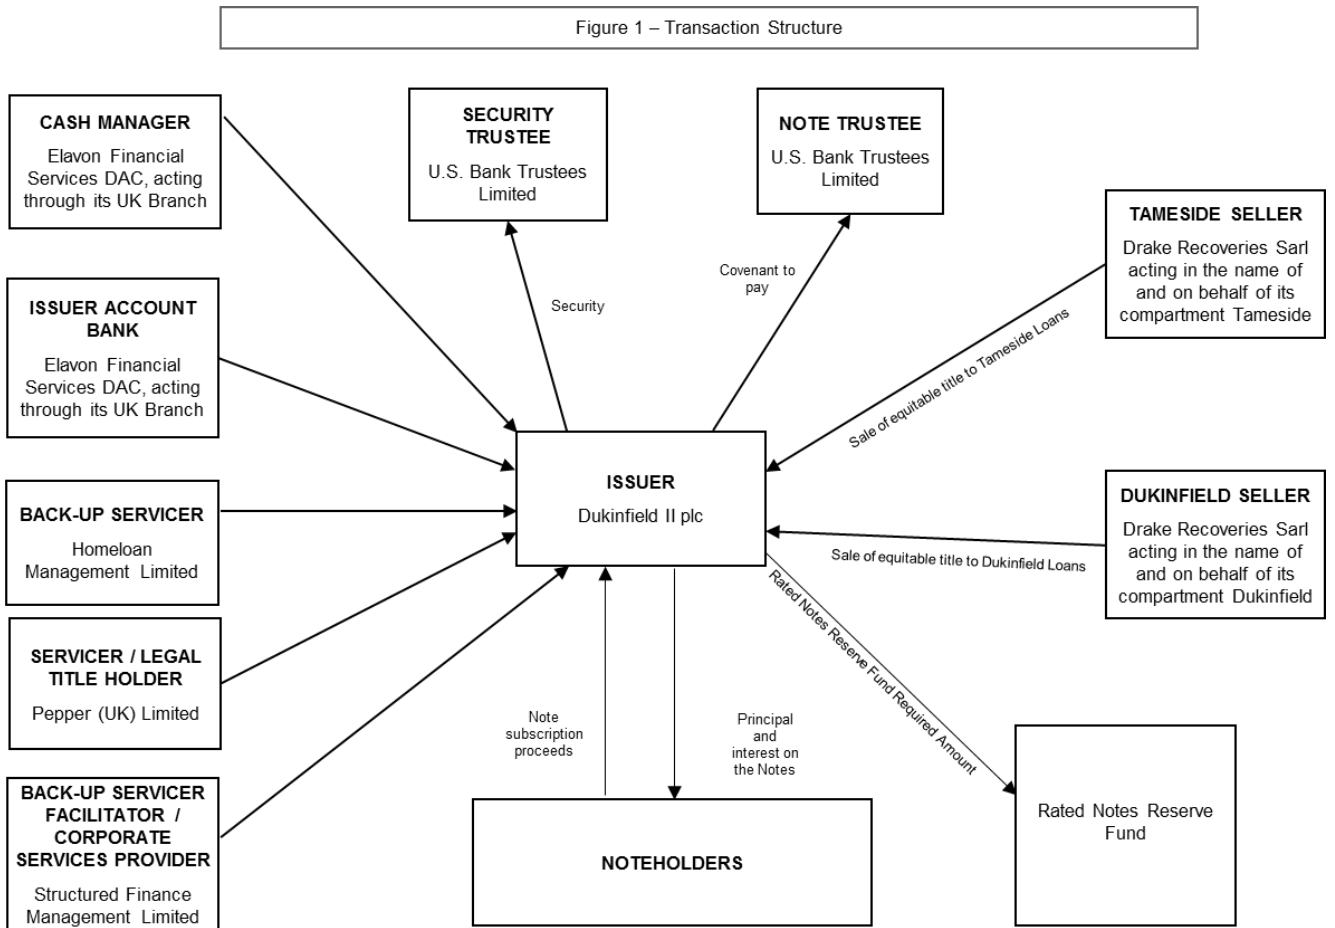 Figure 1 – Transaction Structure
CASH MANAGER
Elavon Financial
Services DAC, acting
through its UK Branch
SECURITY
TRUSTEE
U.S. Bank Trustees
Limited
NOTE TRUSTEE
U.S. Bank Trustees
Limited
TAMESIDE SELLER
Drake Recoveries Sarl
acting in the name of
and on behalf of its
compartment Tameside
ISSUER ACCOUNT
BANK
Elavon Financial
Services DAC, acting
through its UK Branch
Security
Covenant to
pay
Sale of equitable title to Tameside Loans
ISSUER
Dukinfield II plc
BACK-UP SERVICER
Homeloan
Management Limited
DUKINFIELD SELLER
Drake Recoveries Sarl
acting in the name of
and on behalf of its
compartment Dukinfield
Sale of equitable title to Dukinfield Loans
Rated Notes Reserve Fund Required Amount
SERVICER / LEGAL
TITLE HOLDER
Pepper (UK) Limited
Note
subscription
proceeds
Principal
and
interest on
the Notes
BACK-UP SERVICER
FACILITATOR /
CORPORATE
SERVICES PROVIDER
Structured Finance
Management Limited
NOTEHOLDERS
Rated Notes Reserve
Fund